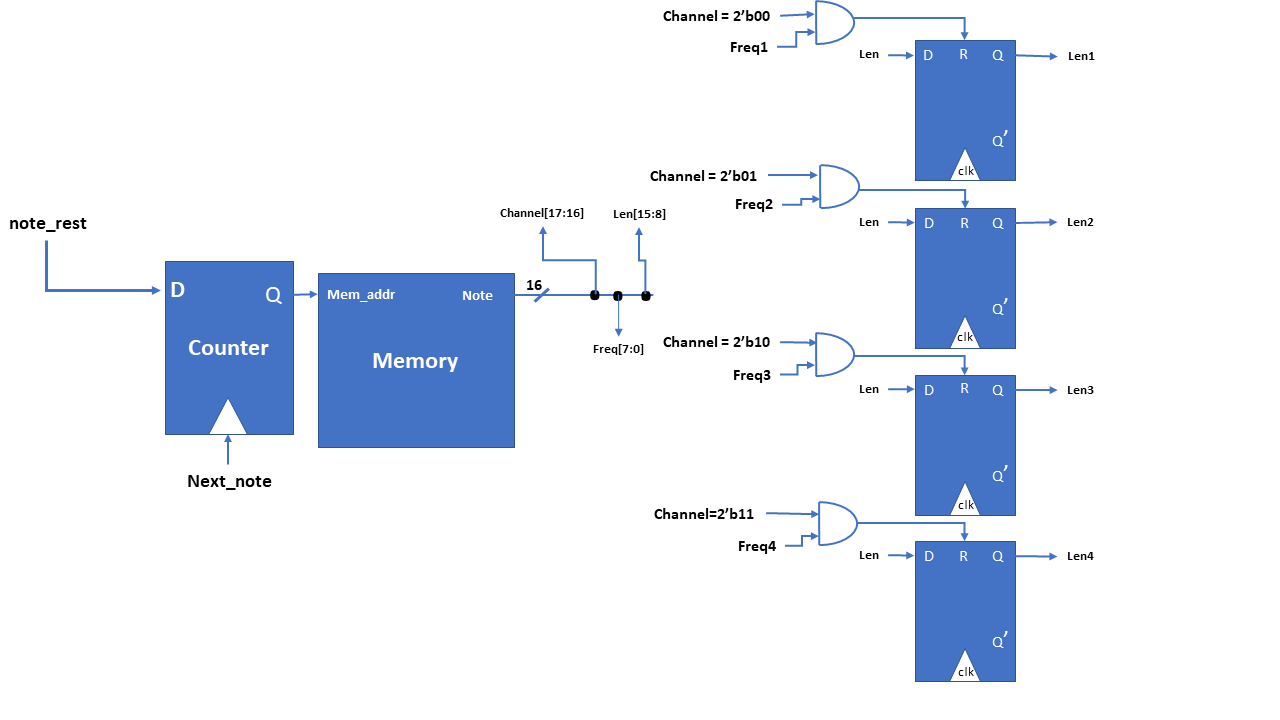 Channel = 2’b00
Freq1
Len
D R Q
Len1
Q’
clk
Channel = 2’b01
Freq2
Len
D R Q
Len2
Q’
clk
note_rest
Channel[17:16]
Len[15:8]
D
Q
Counter
Next_note
Mem_addr
Note
Memory
16
Freq[7:0]
Channel = 2’b10
Freq3
Len
D R Q
Len3
Q’
clk
Channel=2’b11
Freq4
Len
D R Q
Len4
Q’
clk